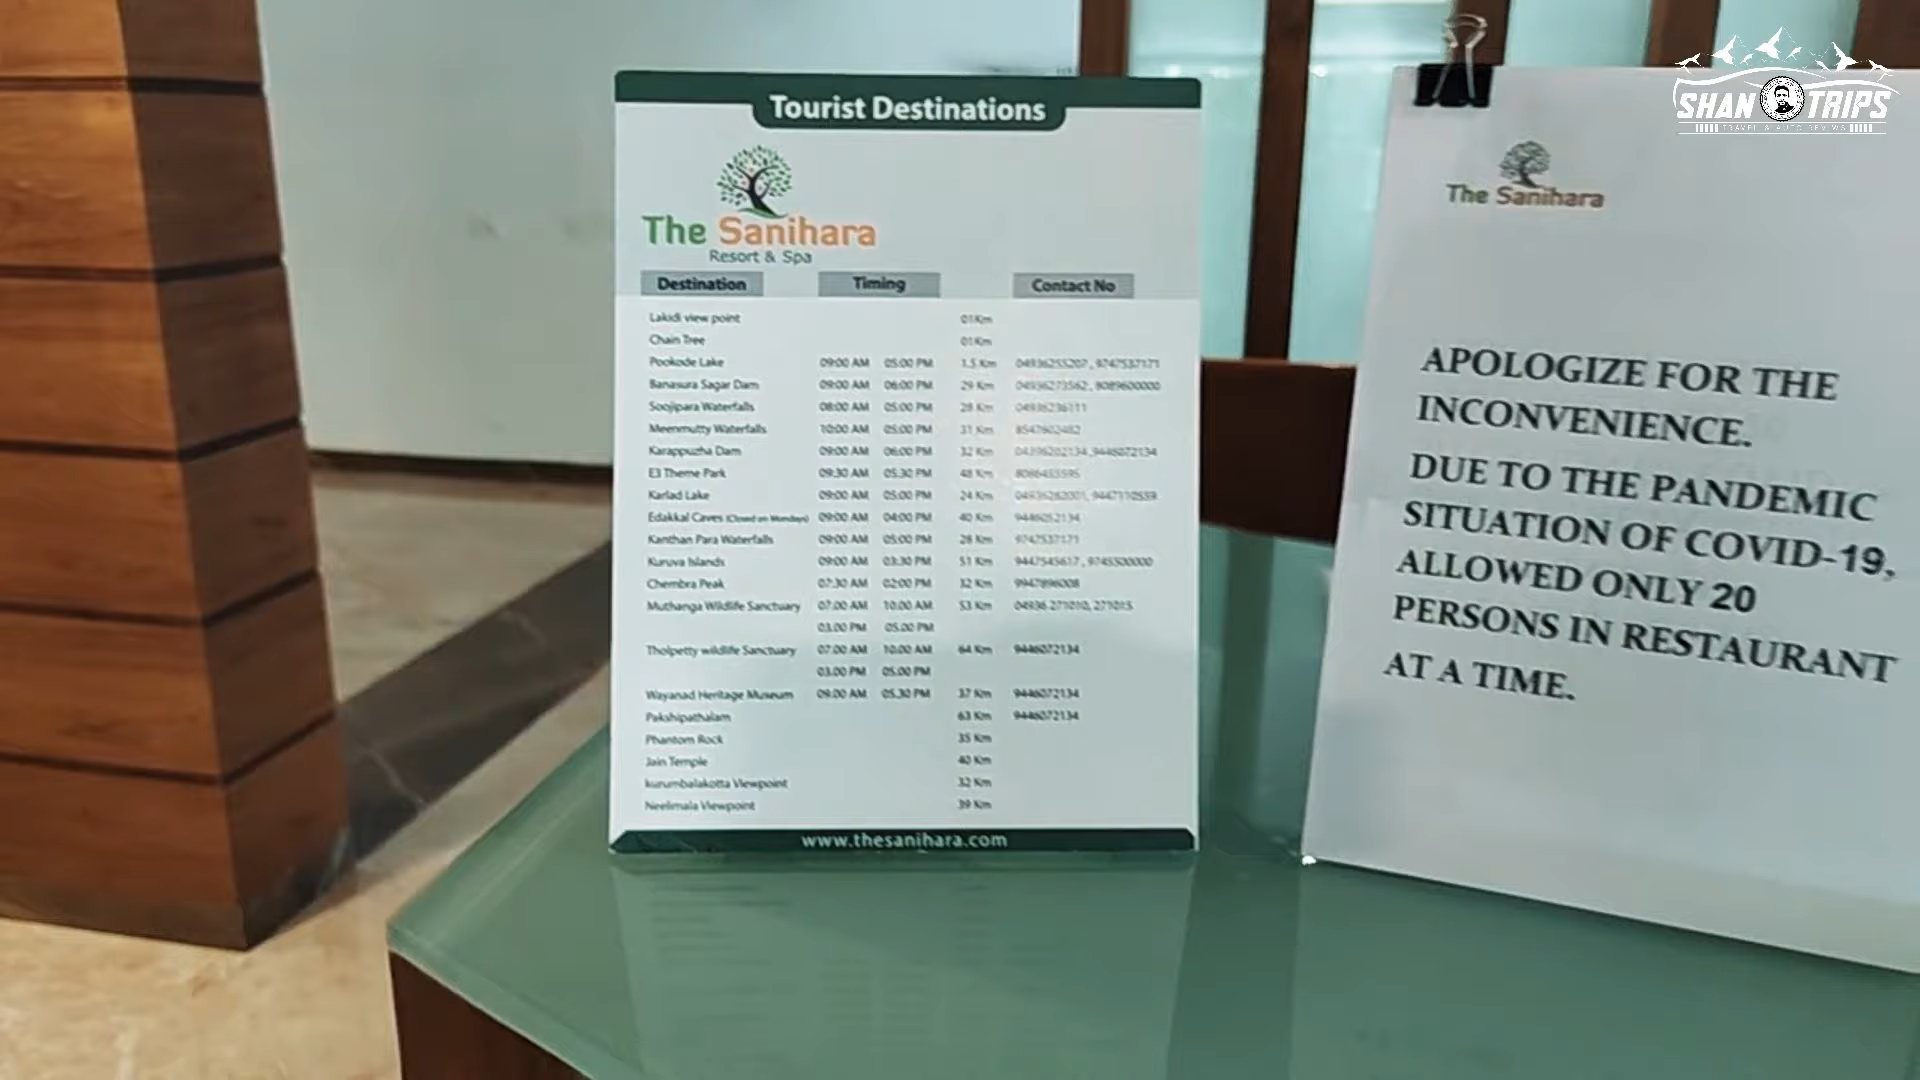 Tourist Destinations
The Sanihara
Resort & Spa
Destination Timing Contact No
Lakidi view point 01 Km
Chain Tree 01 Km
Pookode Lake 09:00 AM 05:00 PM 1.5 Km 04936255207, 9747537171
Banasura Sagar Dam 09:00 AM 06:00 PM 29 Km 04936273562, 8089600000
Soojipara Waterfalls 08:00 AM 05:00 PM 28 Km 04936236111
Meenmutty Waterfalls 10:00 AM 05:00 PM 31 Km
Karappuzha Dam 09:00 AM 06:00 PM 32 Km
E3 Theme Park 09:30 AM 05:30 PM 48 Km
Karlad Lake 09:00 AM 05:00 PM 24 Km
Edakkal Caves (Closed on Mondays) 09:00 AM 04:00 PM 40 Km 9446052134
Kanthan Para Waterfalls 09:00 AM 05:00 PM 28 Km 9747537171
Kuruva Islands 09:00 AM 03:30 PM 51 Km 9447545617, 9745500000
Chembra Peak 07:30 AM 02:00 PM 32 Km 9947896008
Muthanga Wildlife Sanctuary 07.00 AM 10.00 AM 53 Km 04936 271010, 271015
03.00 PM 05.00 PM
Tholpetty wildlife Sanctuary 07.00 AM 10.00 AM 64 Km 9446072134
03.00 PM 05.00 PM
Wayanad Heritage Museum 09.00 AM 05.30 PM 37 Km 9446072134
Pakshipathalam 63 Km 9446072134
Phantom Rock 35 Km
Jain Temple 40 Km
kurumbalakotta Viewpoint 32 Km
Neelimala Viewpoint 39 Km
www.thesanihara.com
The Sanihara
APOLOGIZE FOR THE
INCONVENIENCE.
DUE TO THE PANDEMIC
SITUATION OF COVID-19,
ALLOWED ONLY 20
PERSONS IN RESTAURANT
AT A TIME.
SHAN TRIPS
TRAVEL & AUTO REVIEWS